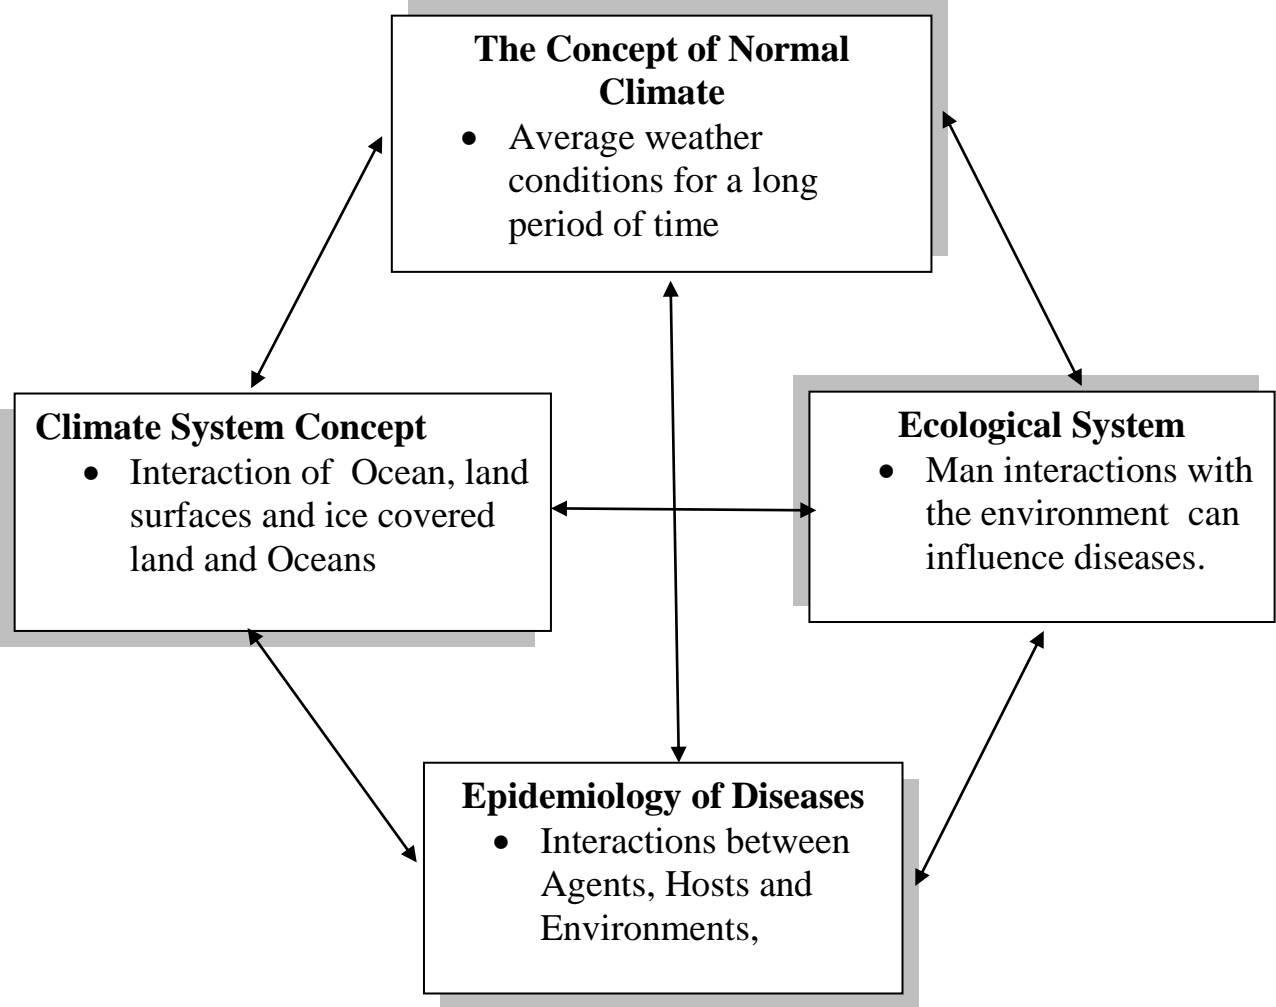 The Concept of Normal
Climate
• Average weather
conditions for a long
period of time
Climate System Concept
• Interaction of  Ocean, land
surfaces and ice covered
land and Oceans
Ecological System
• Man interactions with
the environment  can
influence diseases.
Epidemiology of Diseases
• Interactions between
Agents, Hosts and
Environments,